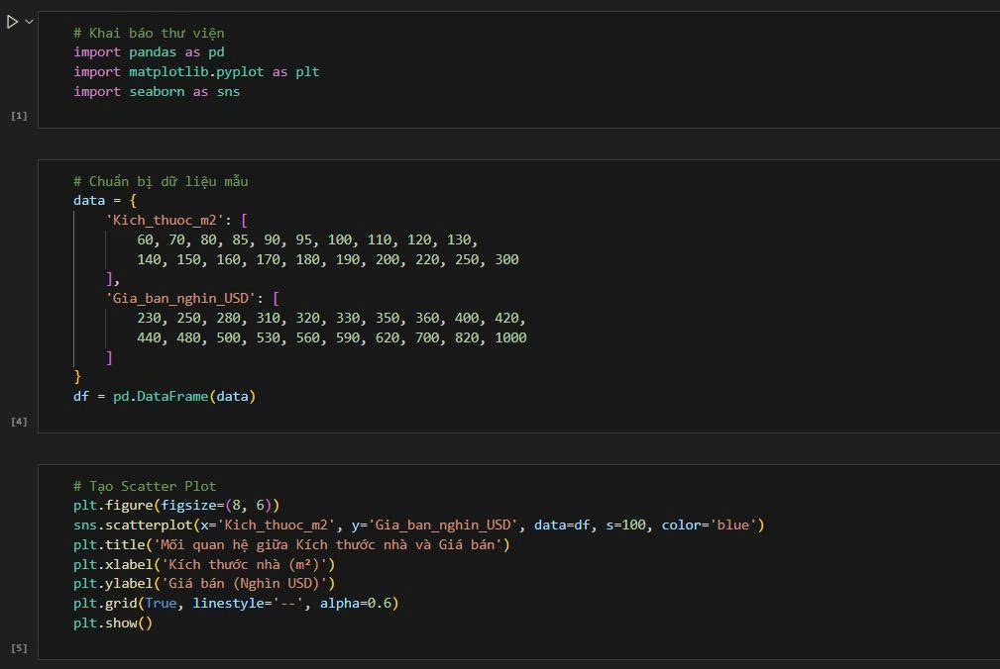 # Khai báo thư viện
import pandas as pd
import matplotlib.pyplot as plt
import seaborn as sns
[1]
# Chuẩn bị dữ liệu mẫu
data = {
'Kich_thuoc_m2': [
60, 70, 80, 85, 90, 95, 100, 110, 120, 130,
140, 150, 160, 170, 180, 190, 200, 220, 250, 300
],
'Gia_ban_nghin_USD': [
230, 250, 280, 310, 320, 330, 350, 360, 400, 420,
440, 480, 500, 530, 560, 590, 620, 700, 820, 1000
]
}
df = pd.DataFrame(data)
[4]
# Tạo Scatter Plot
plt.figure(figsize=(8, 6))
sns.scatterplot(x='Kich_thuoc_m2', y='Gia_ban_nghin_USD', data=df, s=100, color='blue')
plt.title('Mối quan hệ giữa Kích thước nhà và Giá bán')
plt.xlabel('Kích thước nhà (m²)')
plt.ylabel('Giá bán (Nghìn USD)')
plt.grid(True, linestyle='--', alpha=0.6)
plt.show()
[5]